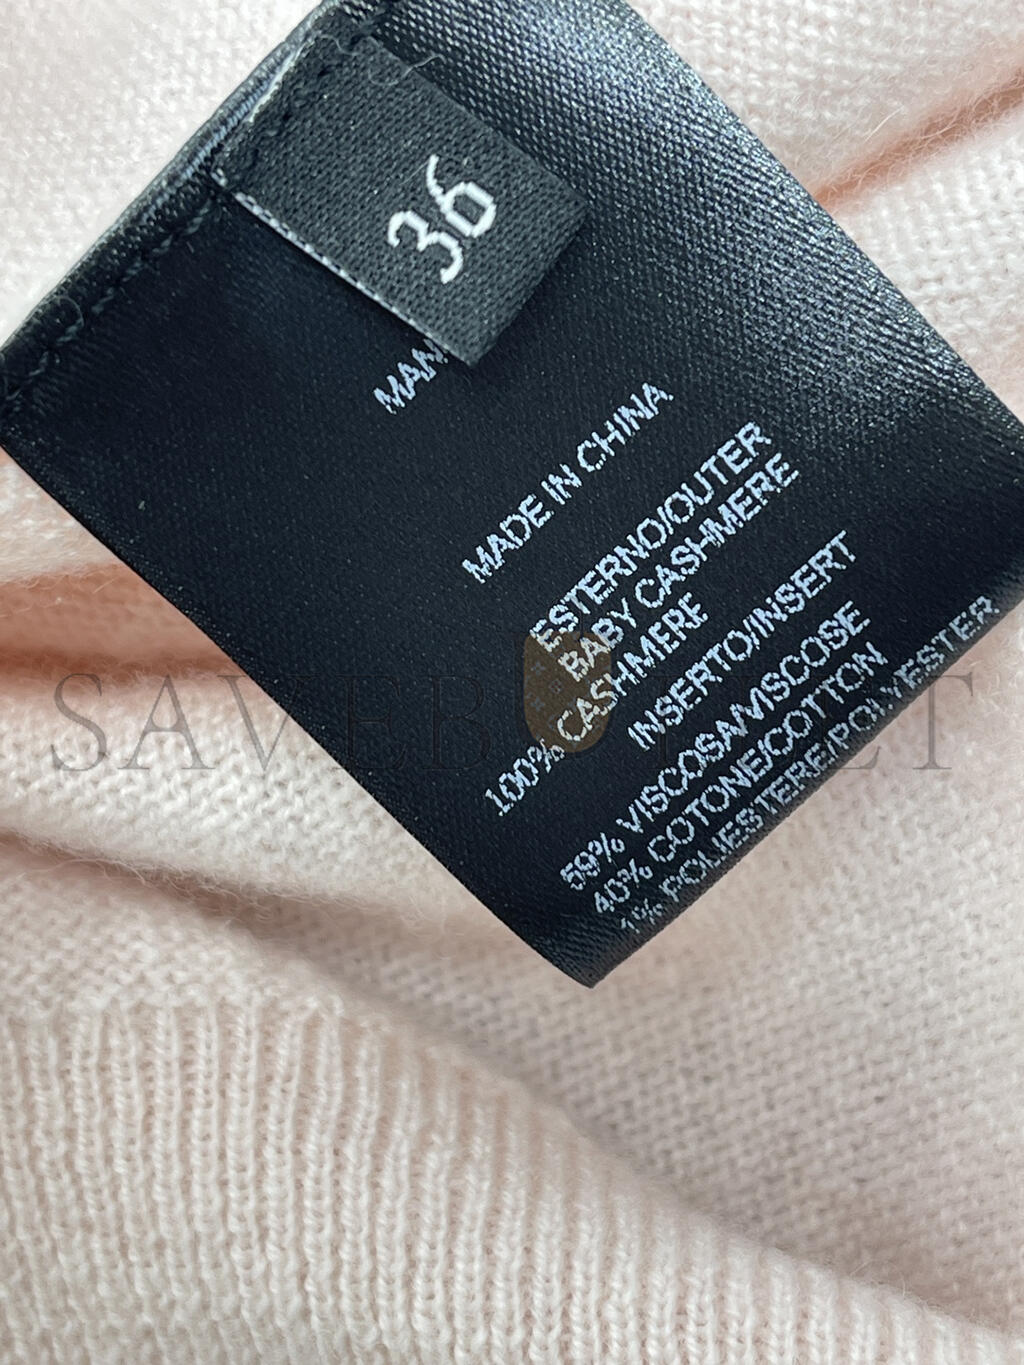 36
MADE IN CHINA
ESTERNO/OUTER
BABY CASHMERE
100% CASHMERE
INSERTO/INSERT
59% VISCOSA/VISCOSE
40% COTONE/COTTON
1% POLIESTERE/POLYESTER